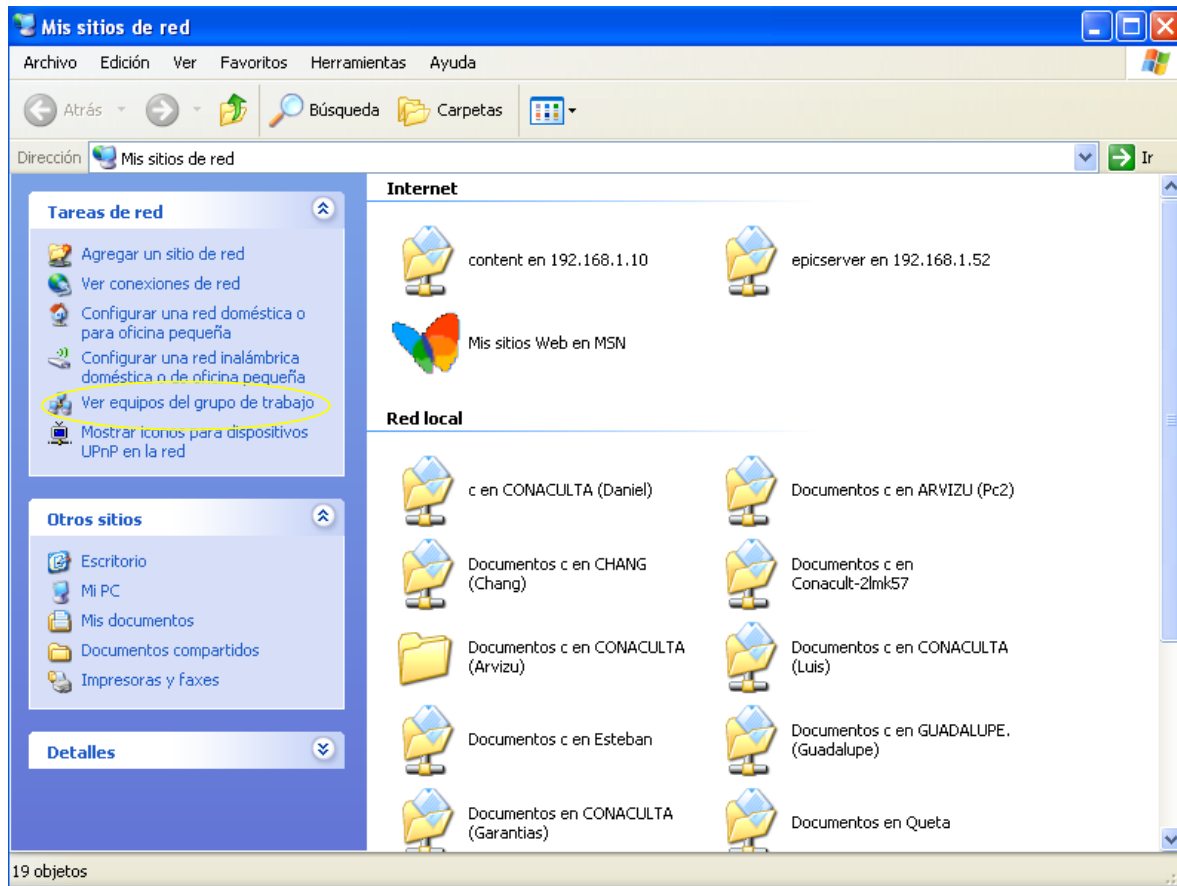 Mis sitios de red
Archivo Edición Ver Favoritos Herramientas Ayuda
Atrás Búsqueda Carpetas
Dirección Mis sitios de red Ir
Tareas de red
Agregar un sitio de red
Ver conexiones de red
Configurar una red doméstica o
para oficina pequeña
Configurar una red inalámbrica
doméstica o de oficina pequeña
Ver equipos del grupo de trabajo
Mostrar iconos para dispositivos
UPnP en la red
Otros sitios
Escritorio
Mi PC
Mis documentos
Documentos compartidos
Impresoras y faxes
Detalles
Internet
content en 192.168.1.10
epicserver en 192.168.1.52
Mis sitios Web en MSN
Red local
c en CONACULTA (Daniel)
Documentos c en ARVIZU (Pc2)
Documentos c en CHANG
(Chang)
Documentos c en
Conacult-2lmk57
Documentos c en CONACULTA
(Arvizu)
Documentos c en CONACULTA
(Luis)
Documentos c en Esteban
Documentos c en GUADALUPE.
(Guadalupe)
Documentos en CONACULTA
(Garantias)
Documentos en Queta
19 objetos